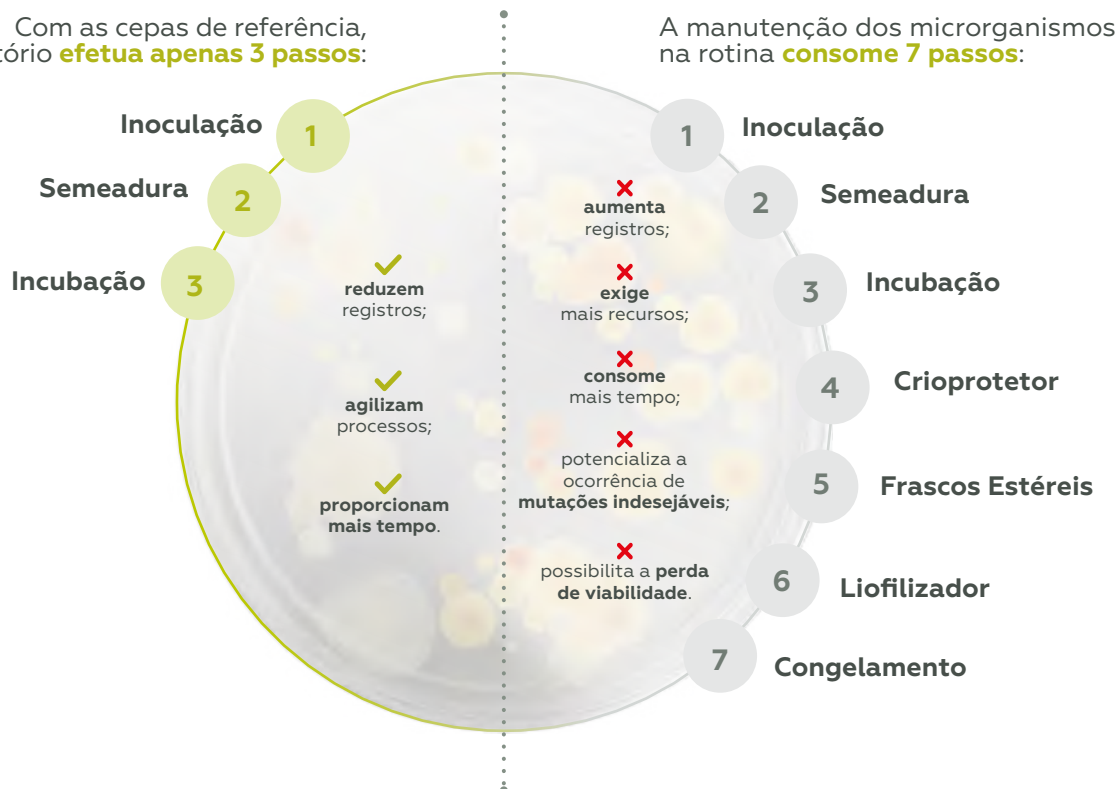 Com as cepas de referência,
efetua apenas 3 passos:
1
Inoculação
2
Semeadura
3
Incubação
reduzem
registros;
agilizam
processos;
proporcionam
mais tempo.
A manutenção dos microrganismos
na rotina consome 7 passos:
1
Inoculação
2
Semeadura
3
Incubação
4
Crioprotetor
5
Frascos Estéreis
6
Liofilizador
7
Congelamento
aumenta
registros;
exige
mais recursos;
consome
mais tempo;
potencializa a
ocorrência de
mutações indesejáveis;
possibilita a perda
de viabilidade.